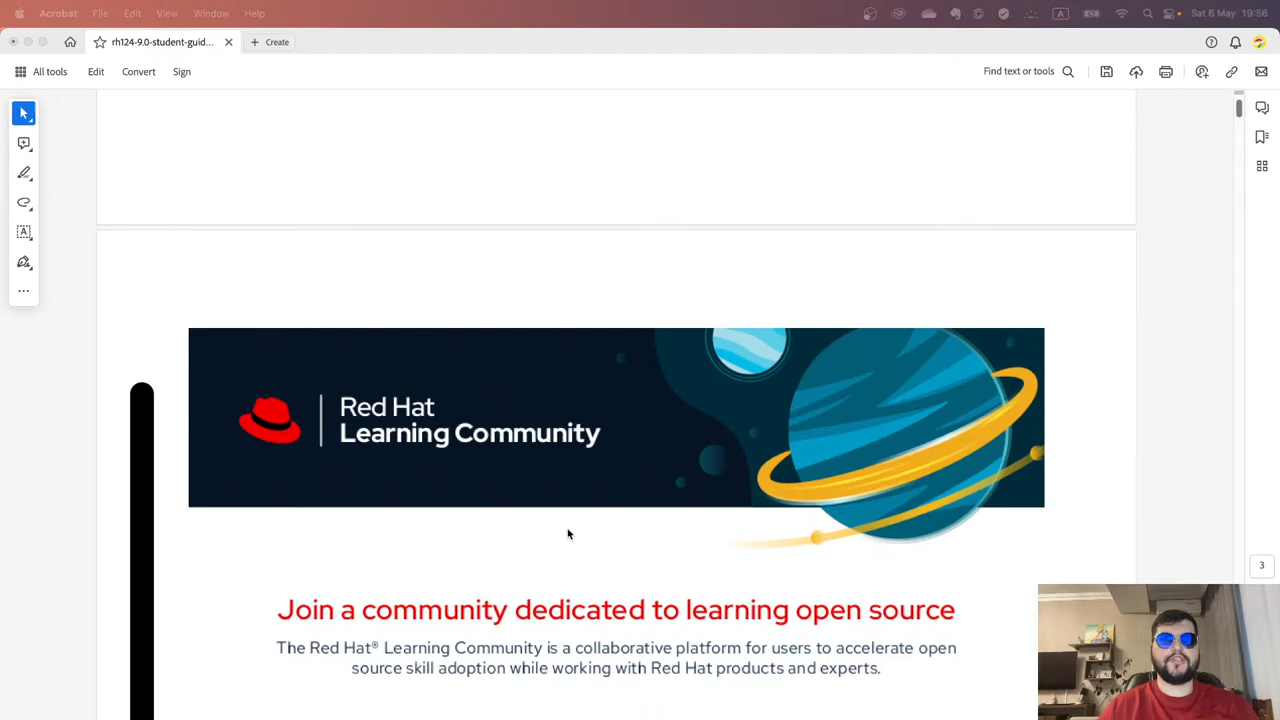 Acrobat File Edit View Window Help
A
Sat 6 May 19:56
rh124-9.0-student-guid...
Create
All tools
Edit
Convert
Sign
Find text or tools
Red Hat
Learning Community
Join a community dedicated to learning open source
The Red Hat® Learning Community is a collaborative platform for users to accelerate open
source skill adoption while working with Red Hat products and experts.
3